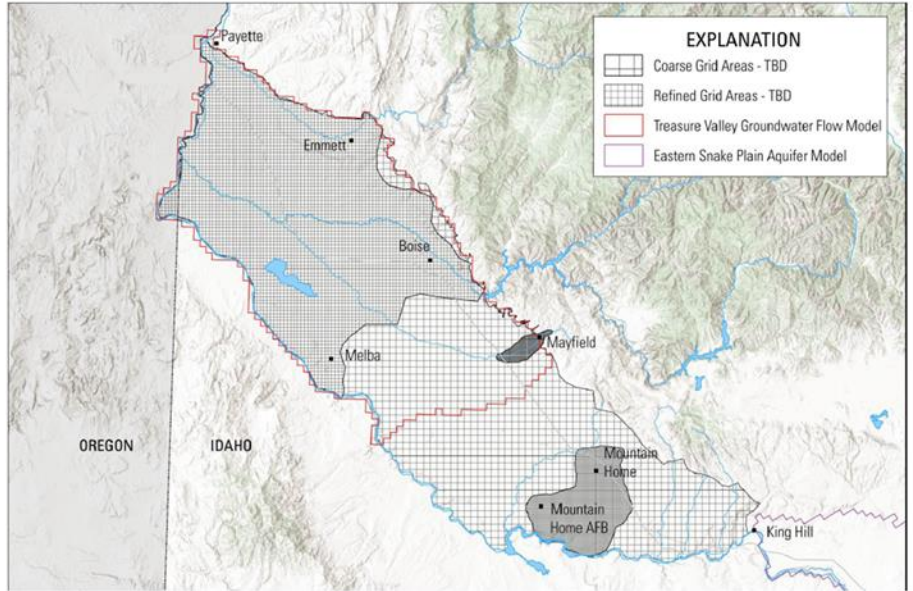 Payette
EXPLANATION
Coarse Grid Areas - TBD
Refined Grid Areas - TBD
Treasure Valley Groundwater Flow Model
Eastern Snake Plain Aquifer Model
Emmett
Boise
Mayfield
Melba
OREGON
IDAHO
Mountain
Home
Mountain
Home AFB
King Hill